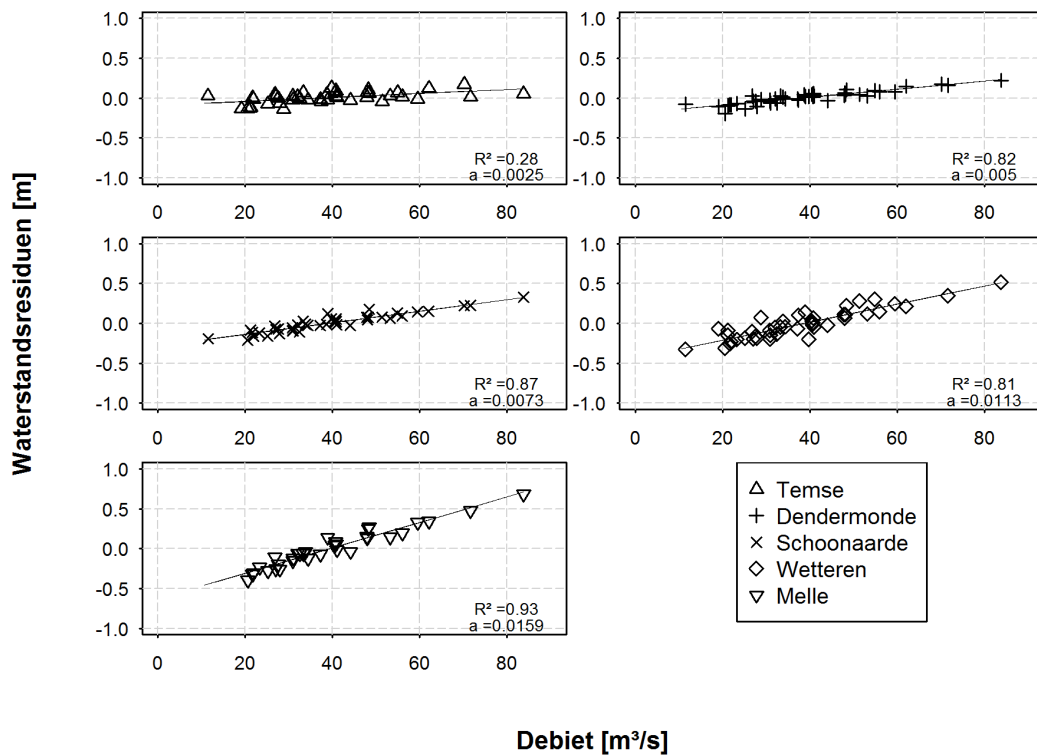 1.0
0.5
0.0
-0.5
-1.0
R² =0.28
a =0.0025
0 20 40 60 80
1.0
0.5
0.0
-0.5
-1.0
R² =0.82
a =0.005
0 20 40 60 80
1.0
0.5
0.0
-0.5
-1.0
R² =0.87
a =0.0073
0 20 40 60 80
1.0
0.5
0.0
-0.5
-1.0
R² =0.81
a =0.0113
0 20 40 60 80
1.0
0.5
0.0
-0.5
-1.0
R² =0.93
a =0.0159
0 20 40 60 80
Temse
Dendermonde
Schoonaarde
Wetteren
Melle
Waterstandsresiduen [m]
Debiet [m³/s]